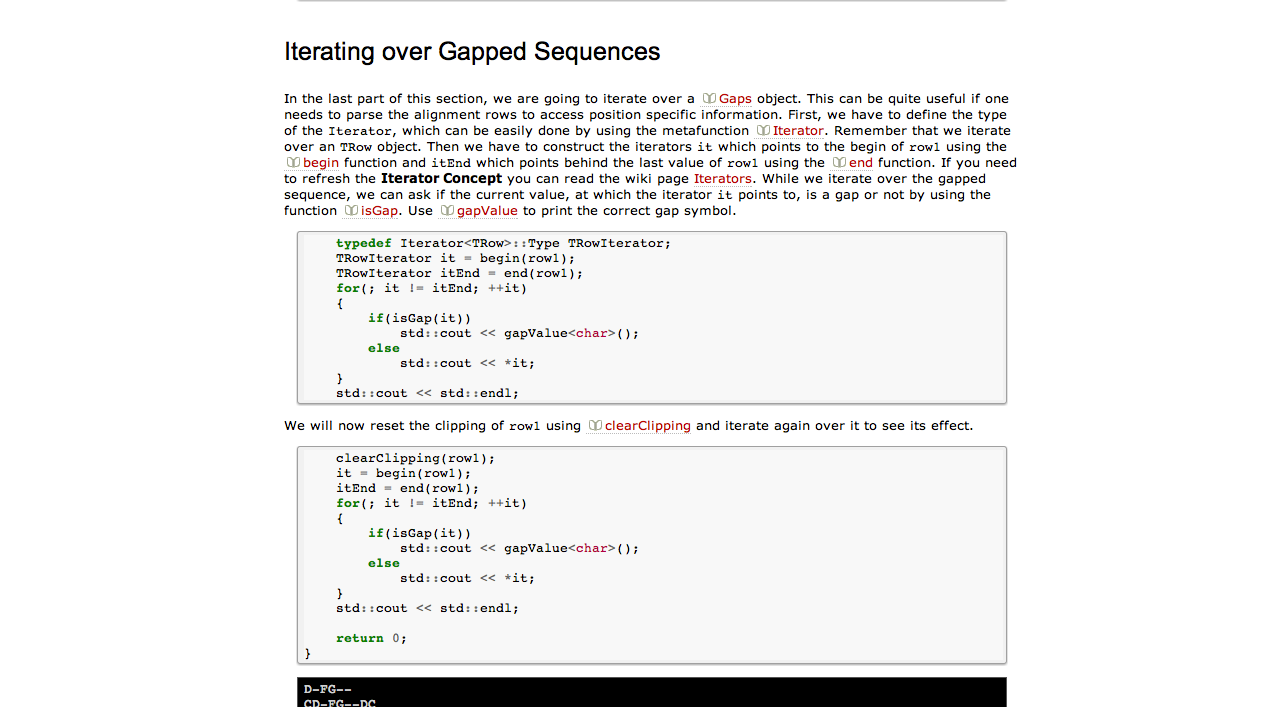 Iterating over Gapped Sequences
In the last part of this section, we are going to iterate over a Gaps object. This can be quite useful if one
needs to parse the alignment rows to access position specific information. First, we have to define the type
of the Iterator, which can be easily done by using the metafunction Iterator. Remember that we iterate
over an TRow object. Then we have to construct the iterators it which points to the begin of row1 using the
begin function and itEnd which points behind the last value of row1 using the end function. If you need
to refresh the Iterator Concept you can read the wiki page Iterators. While we iterate over the gapped
sequence, we can ask if the current value, at which the iterator it points to, is a gap or not by using the
function isGap. Use gapValue to print the correct gap symbol.
typedef Iterator<TRow>::Type TRowIterator;
TRowIterator it = begin(row1);
TRowIterator itEnd = end(row1);
for(; it != itEnd; ++it)
{
if(isGap(it))
std::cout << gapValue<char>();
else
std::cout << *it;
}
std::cout << std::endl;
We will now reset the clipping of row1 using clearClipping and iterate again over it to see its effect.
clearClipping(row1);
it = begin(row1);
itEnd = end(row1);
for(; it != itEnd; ++it)
{
if(isGap(it))
std::cout << gapValue<char>();
else
std::cout << *it;
}
std::cout << std::endl;
return 0;
}
D-FG--
CD-FG--DC